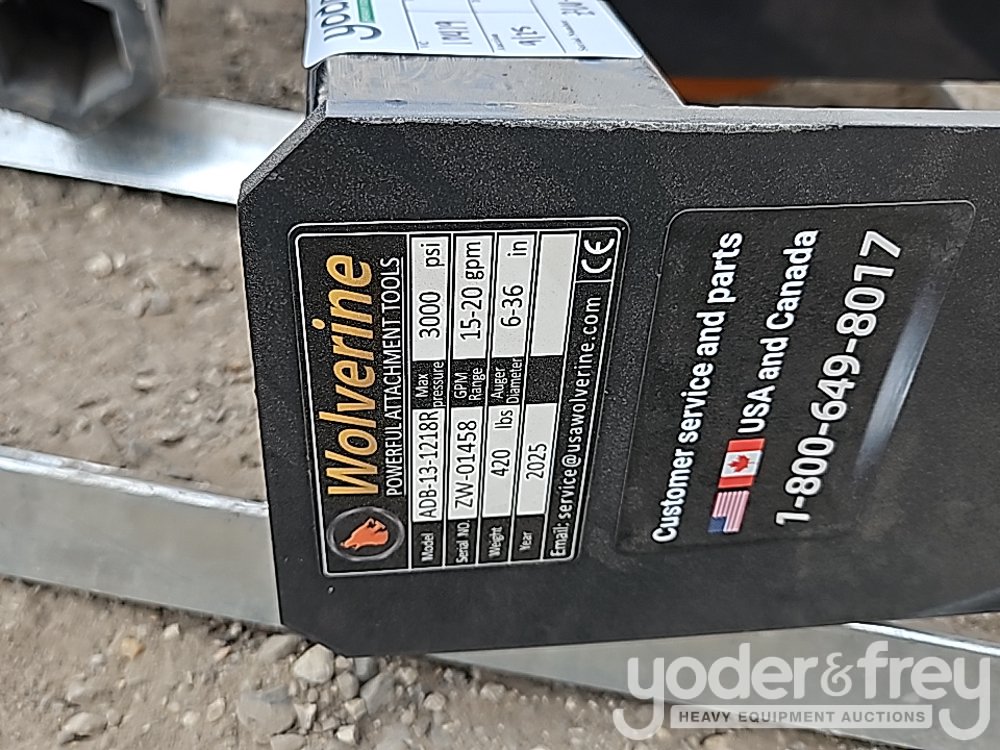 Wolverine
POWERFUL ATTACHMENT TOOLS
Model ADB-13-1218R Max pressure 3000 psi
Serial NO. ZW-01458 GPM Range 15-20 gpm
Weight 420 lbs Auger Diameter 6-36 in
Year 2025
Email: service@usawolverine.com CE
Customer service and parts
USA and Canada
1-800-649-8017
yoder&frey
HEAVY EQUIPMENT AUCTIONS